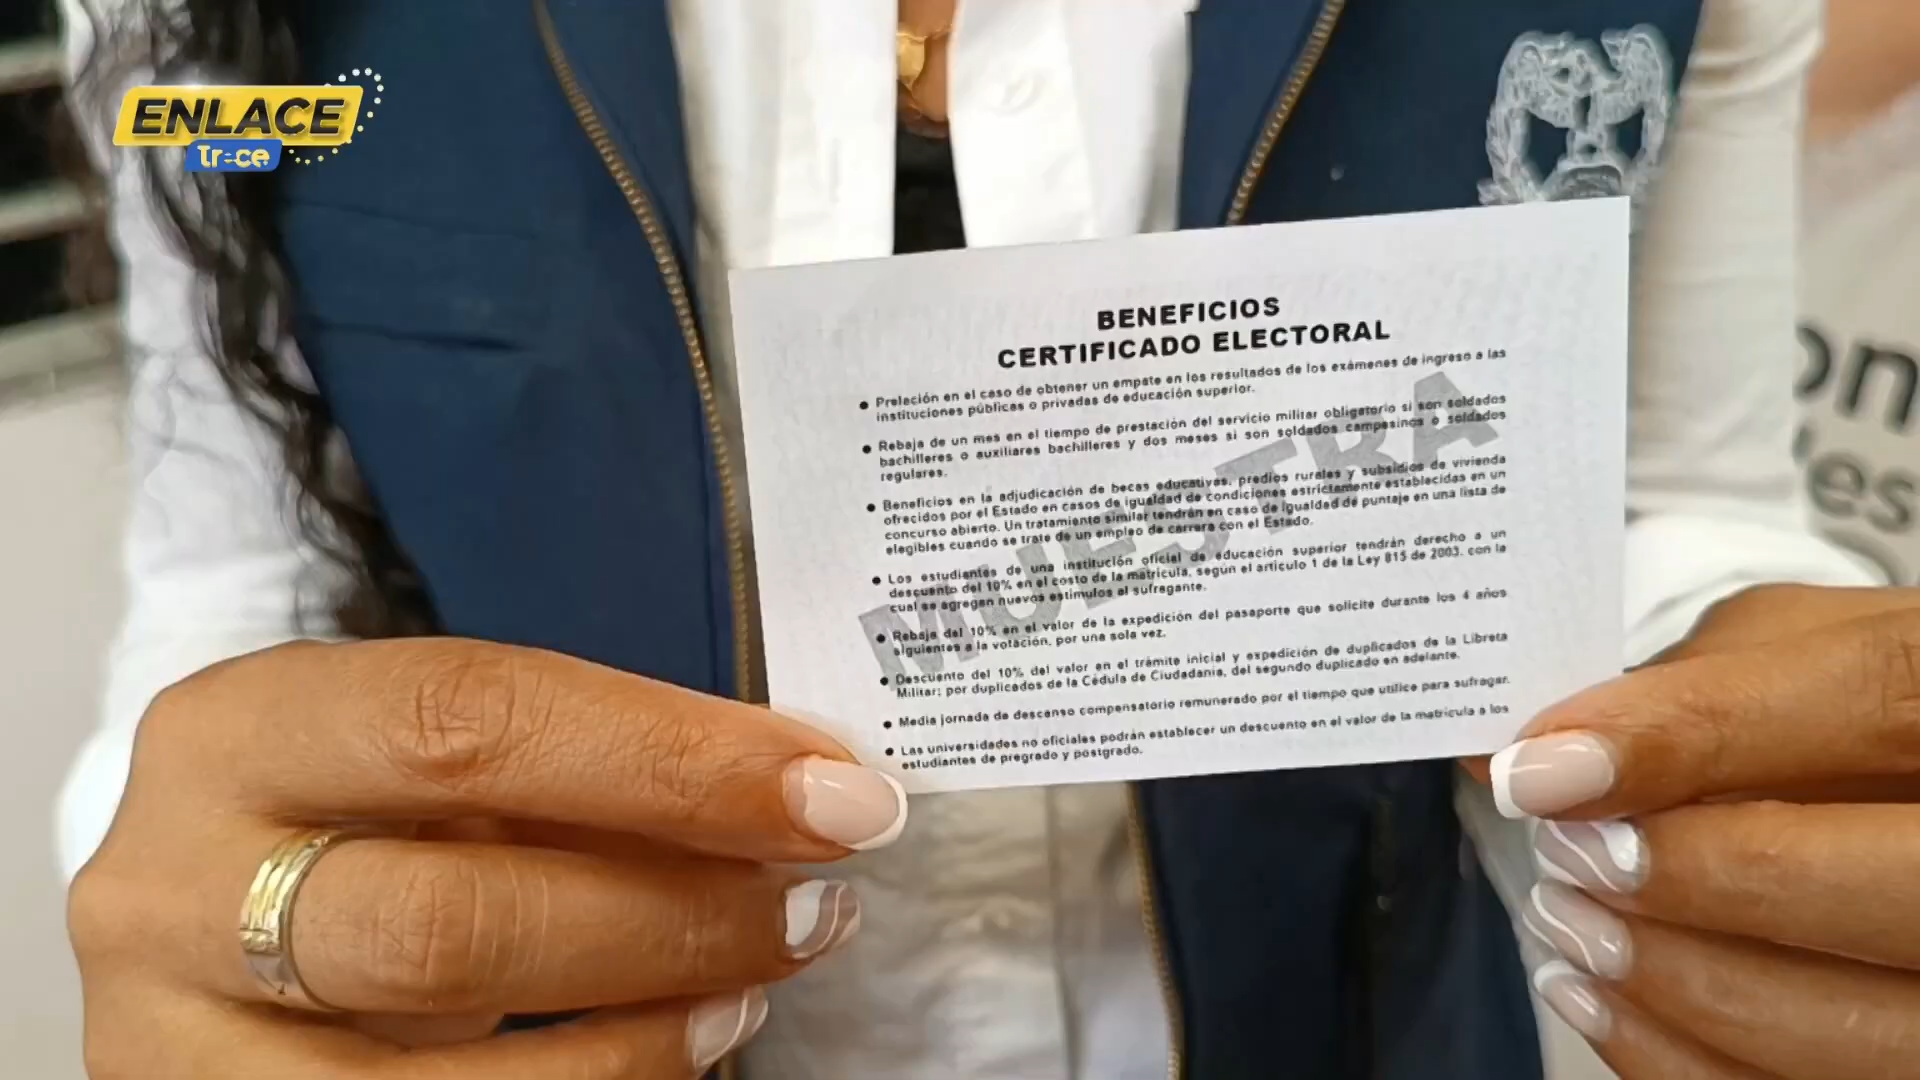 ENLACE
Trece
BENEFICIOS
CERTIFICADO ELECTORAL
● Prelación en el caso de obtener un empate en los resultados de los exámenes de ingreso a las
instituciones públicas o privadas de educación superior.
● Rebaja de un mes en el tiempo de prestación del servicio militar obligatorio si son soldados
bachilleres o auxiliares bachilleres y dos meses si son soldados campesinos o soldados
regulares.
● Beneficios en la adjudicación de becas educativas, predios rurales y subsidios de vivienda
ofrecidos por el Estado en casos de igualdad de condiciones estrictamente establecidas en un
concurso abierto. Un tratamiento similar tendrán en caso de igualdad de puntaje en una lista de
elegibles cuando se trate de un empleo de carrera con el Estado.
● Los estudiantes de una institución oficial de educación superior tendrán derecho a un
descuento del 10% en el costo de la matrícula, según el artículo 1 de la Ley 815 de 2003, con la
cual se agregan nuevos estímulos al sufragante.
● Rebaja del 10% en el valor de la expedición del pasaporte que solicite durante los 4 años
siguientes a la votación, por una sola vez.
● Descuento del 10% del valor en el trámite inicial y expedición de duplicados de la Libreta
Militar; por duplicados de la Cédula de Ciudadanía, del segundo duplicado en adelante.
● Media jornada de descanso compensatorio remunerado por el tiempo que utilice para sufragar.
● Las universidades no oficiales podrán establecer un descuento en el valor de la matrícula a los
estudiantes de pregrado y postgrado.
MUESTRA
on
es